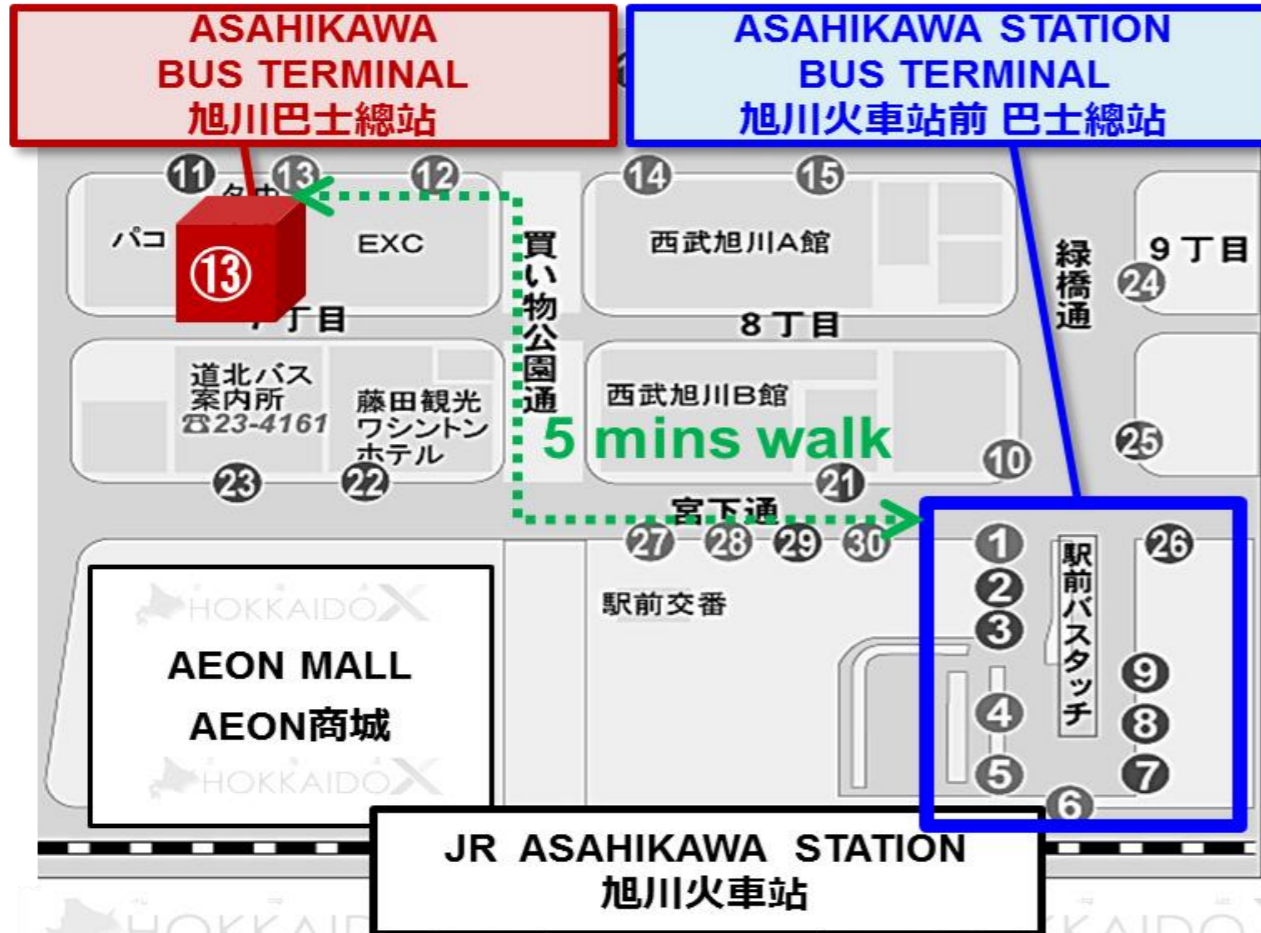 ASAHIKAWA
BUS TERMINAL
旭川巴士總站
ASAHIKAWA STATION
BUS TERMINAL
旭川火車站前 巴士總站
11
13
12
14
15
パコ
⑬
EXC
買い物公園通
西武旭川A館
緑橋通
9丁目
24
丁目
8丁目
道北バス
案内所
☎23-4161
藤田観光
ワシントン
ホテル
西武旭川B館
5 mins walk
10
25
23
22
21
宮下通
27
28
29
30
1
2
3
駅前バスタッチ
26
駅前交番
4
5
6
9
8
7
HOKKAIDOX
AEON MALL
AEON商城
HOKKAIDOX
JR ASAHIKAWA STATION
旭川火車站